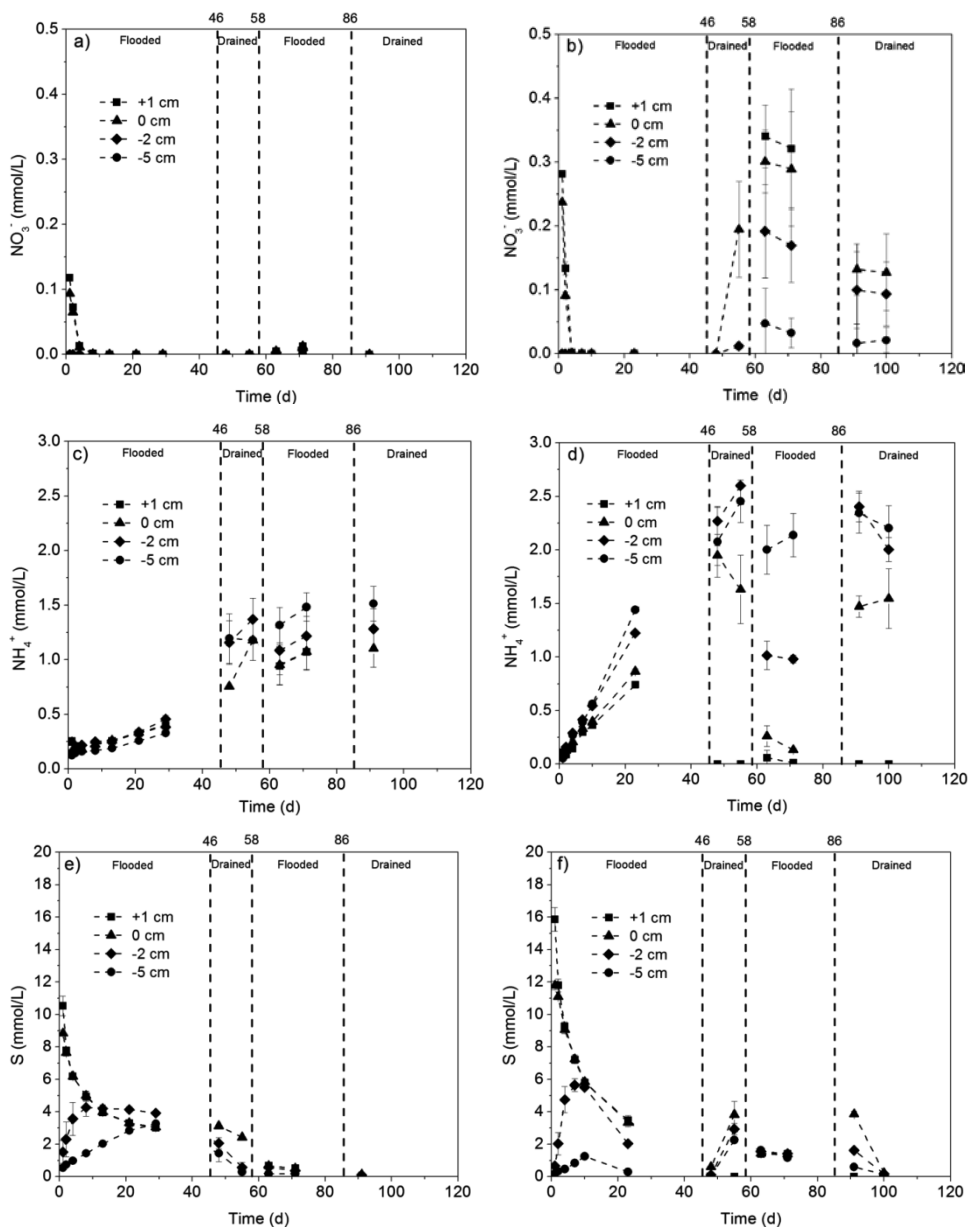 46 58 86
a) Flooded Drained Flooded Drained
+1 cm
0 cm
-2 cm
-5 cm
NO₃⁻ (mmol/L)
0.5
0.4
0.3
0.2
0.1
0.0
0 20 40 60 80 100 120
Time (d)
46 58 86
b) Flooded Drained Flooded Drained
+1 cm
0 cm
-2 cm
-5 cm
NO₃⁻ (mmol/L)
0.5
0.4
0.3
0.2
0.1
0.0
0 20 40 60 80 100 120
Time (d)
46 58 86
c) Flooded Drained Flooded Drained
+1 cm
0 cm
-2 cm
-5 cm
NH₄⁺ (mmol/L)
3.0
2.5
2.0
1.5
1.0
0.5
0.0
0 20 40 60 80 100 120
Time (d)
46 58 86
d) Flooded Drained Flooded Drained
+1 cm
0 cm
-2 cm
-5 cm
NH₄⁺ (mmol/L)
3.0
2.5
2.0
1.5
1.0
0.5
0.0
0 20 40 60 80 100 120
Time (d)
46 58 86
e) Flooded Drained Flooded Drained
+1 cm
0 cm
-2 cm
-5 cm
S (mmol/L)
20
18
16
14
12
10
8
6
4
2
0
0 20 40 60 80 100 120
Time (d)
46 58 86
f) Flooded Drained Flooded Drained
+1 cm
0 cm
-2 cm
-5 cm
S (mmol/L)
20
18
16
14
12
10
8
6
4
2
0
0 20 40 60 80 100 120
Time (d)